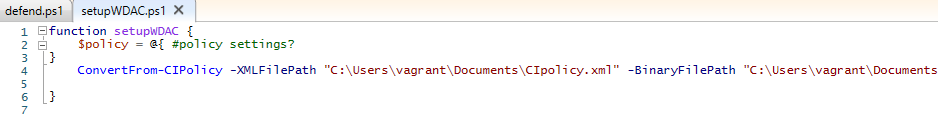 defend.ps1 setupWDAC.ps1 X
1 function setupWDAC {
2 $policy = @{ #policy settings?
3 }
4 ConvertFrom-CIPolicy -XMLFilePath "C:\Users\vagrant\Documents\CIpolicy.xml" -BinaryFilePath "C:\Users\vagrant\Documents
5
6 }
7